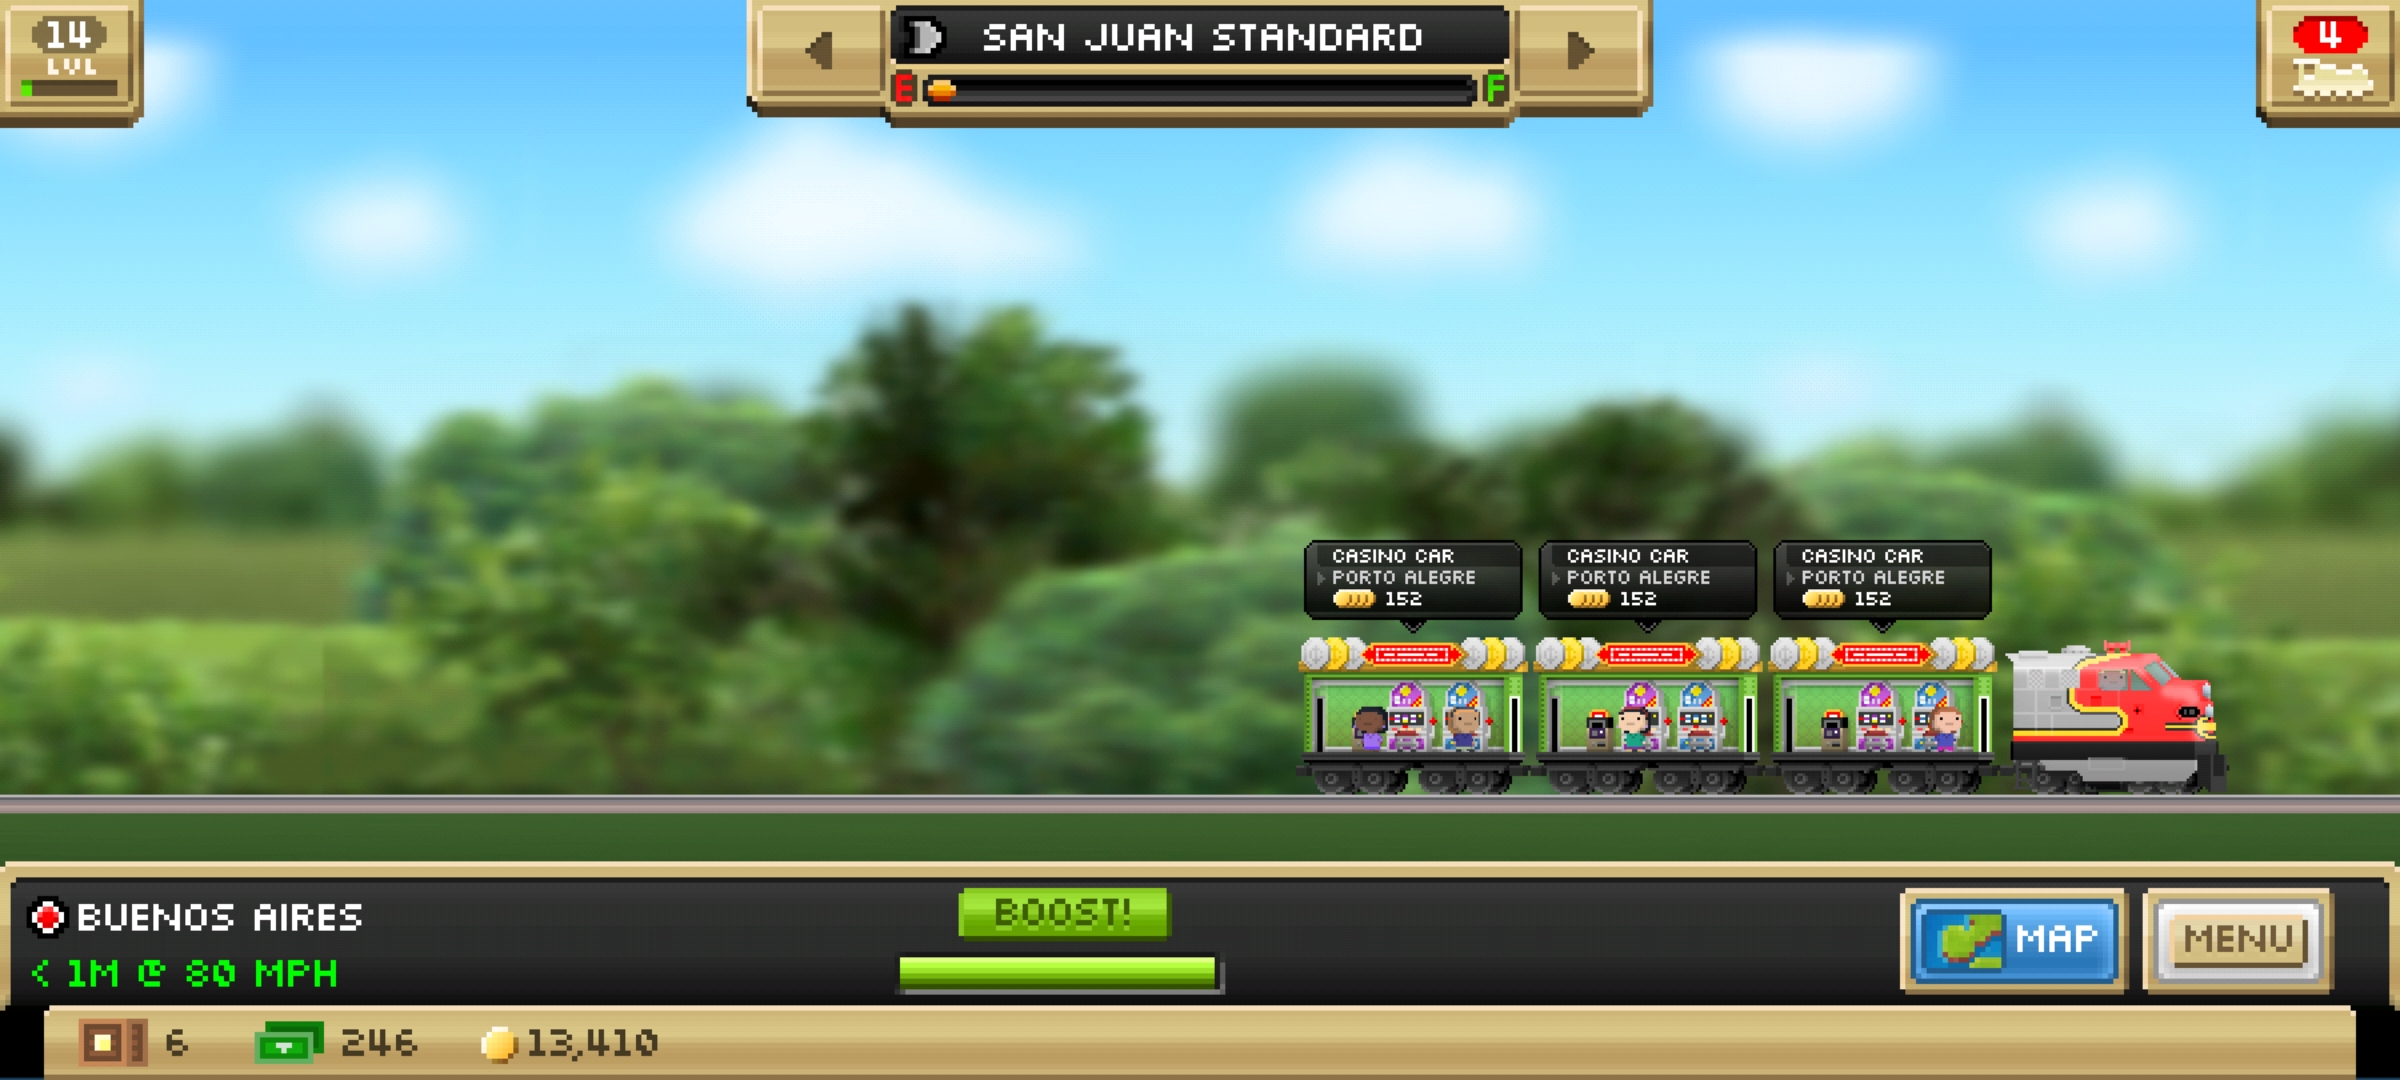 14
LVL
SAN JUAN STANDARD
E F
4
CASINO CAR
PORTO ALEGRE
152
CASINO CAR
PORTO ALEGRE
152
CASINO CAR
PORTO ALEGRE
152
BUENOS AIRES
< 1M @ 80 MPH
BOOST!
MAP
MENU
6
246
13,410